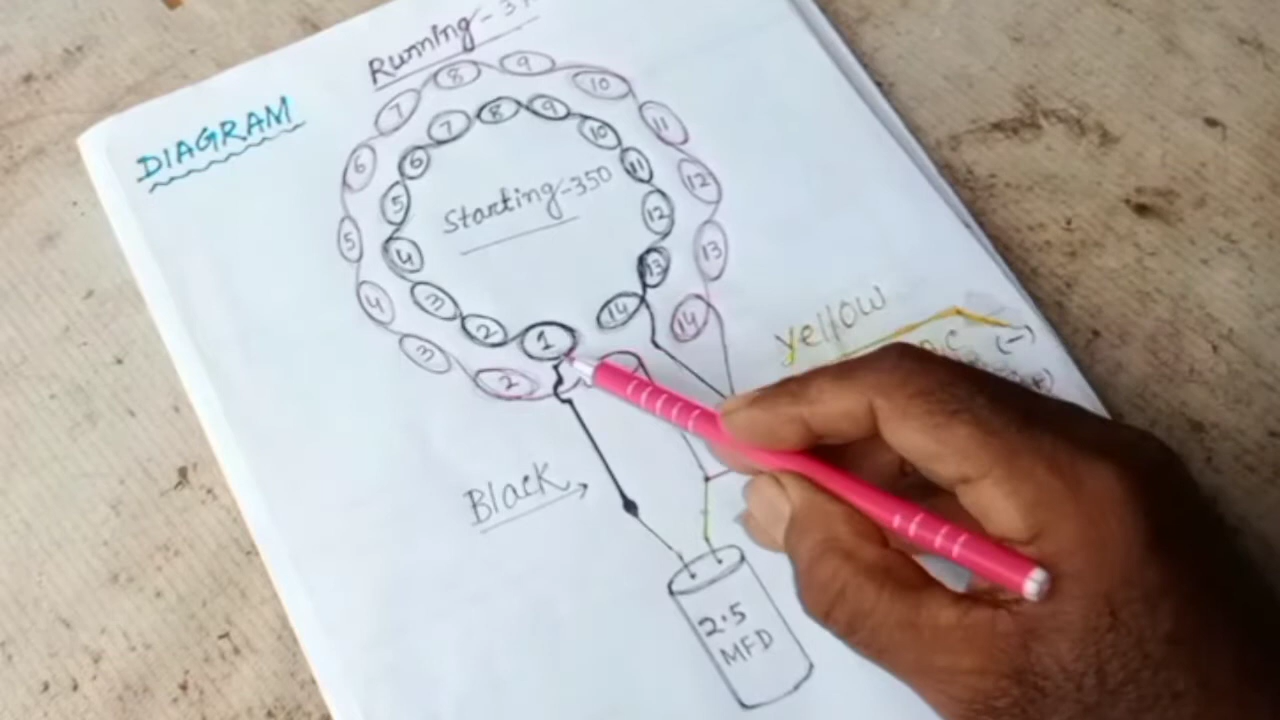 Running-3
DIAGRAM
8 9 10
7 11
6 12
5 13
4 14
3
2
7 8 9 10
6 11
5 12
4 13
3 14
2 1
Starting-350
Yellow
(-)
Black
2.5
MFD